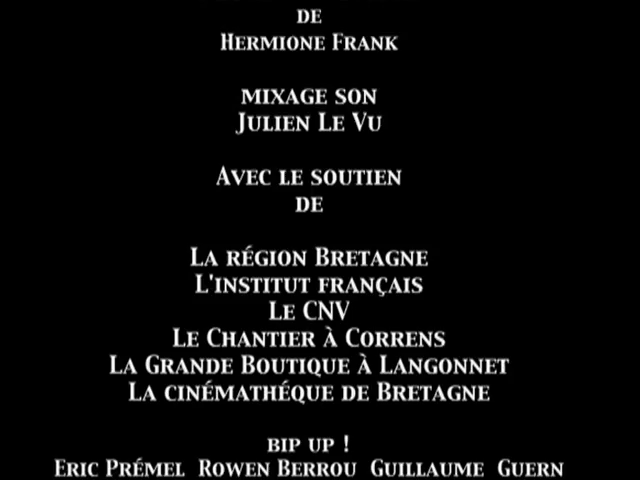 DE
HERMIONE FRANK
MIXAGE SON
JULIEN LE VU
AVEC LE SOUTIEN
DE
LA RÉGION BRETAGNE
L'INSTITUT FRANÇAIS
LE CNV
LE CHANTIER À CORRENS
LA GRANDE BOUTIQUE À LANGONNET
LA CINÉMATHÉQUE DE BRETAGNE
BIP UP !
ERIC PRÉMEL ROWEN BERROU GUILLAUME GUERN